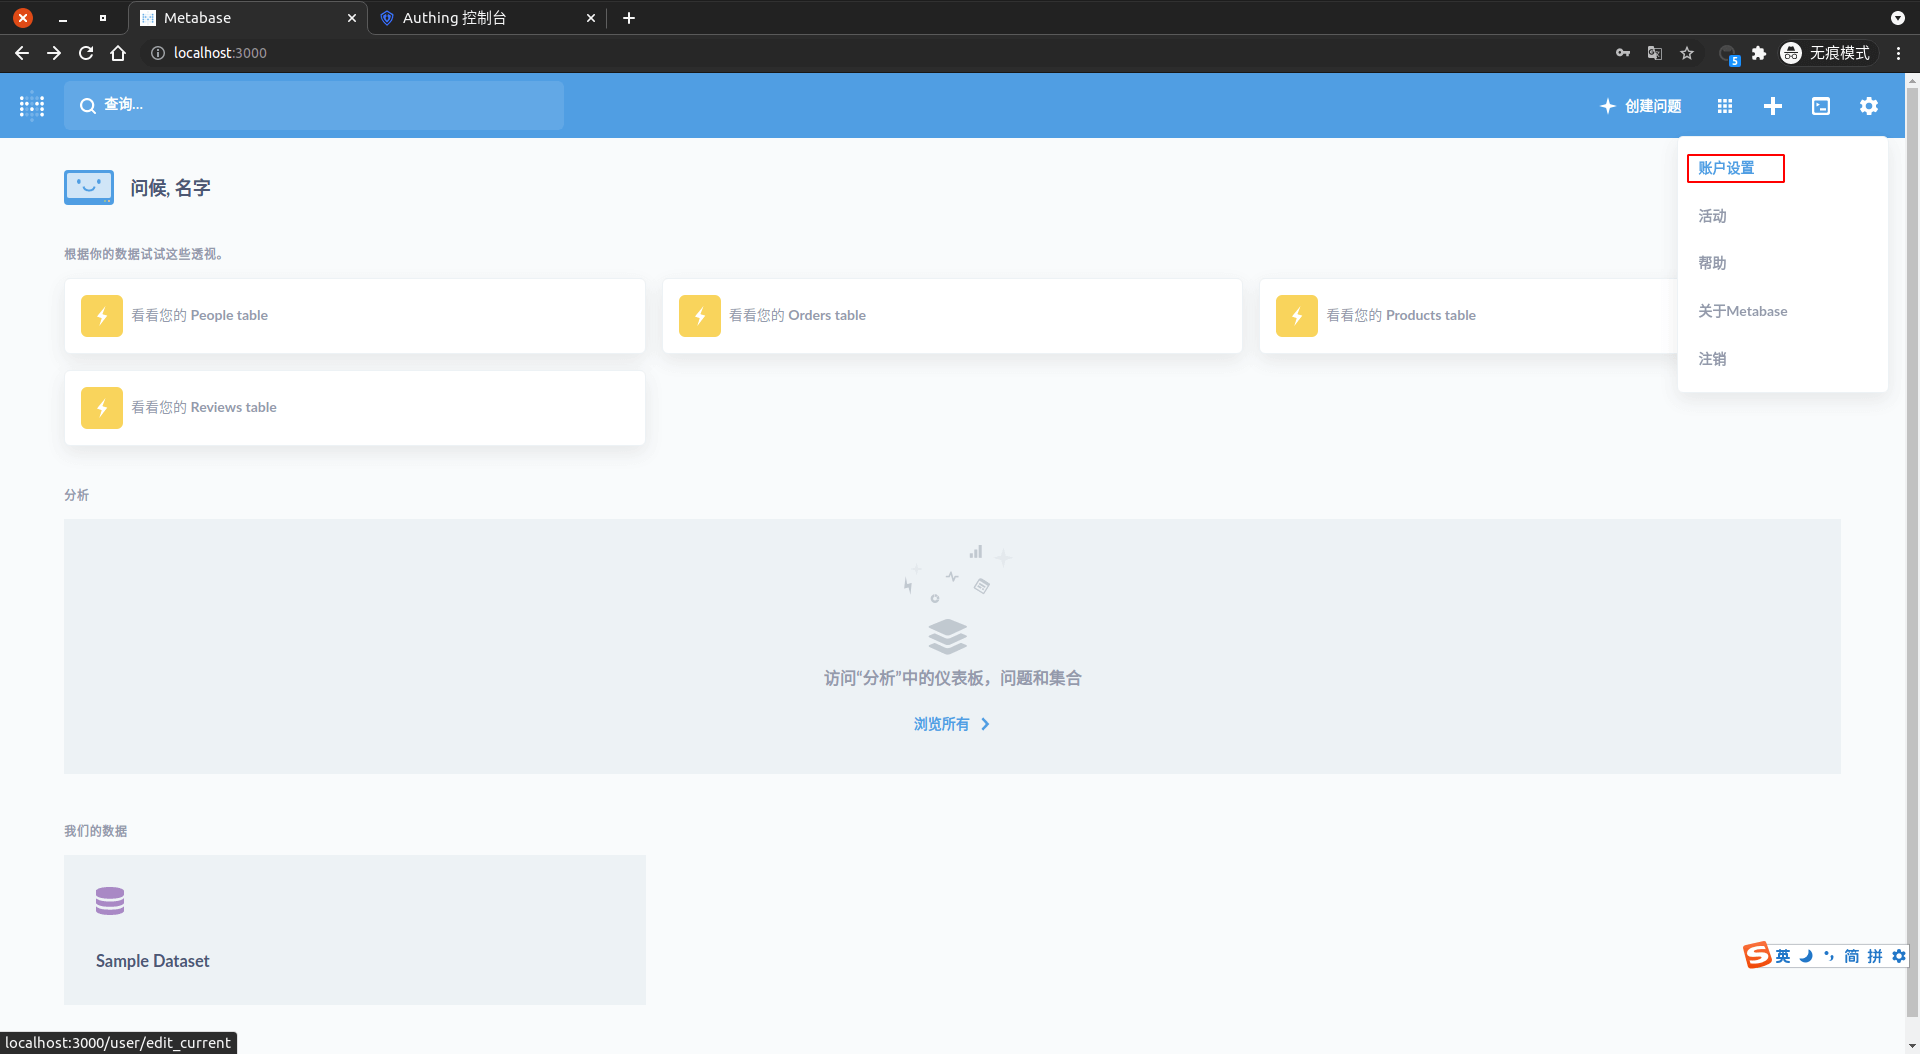 Metabase
Authing 控制台
localhost:3000
5
无痕模式
查询...
创建问题
账户设置
活动
帮助
关于Metabase
注销
问候, 名字
根据你的数据试试这些透视。
看看您的 People table
看看您的 Orders table
看看您的 Products table
看看您的 Reviews table
分析
访问“分析”中的仪表板，问题和集合
浏览所有
我们的数据
Sample Dataset
英 简 拼
localhost:3000/user/edit_current